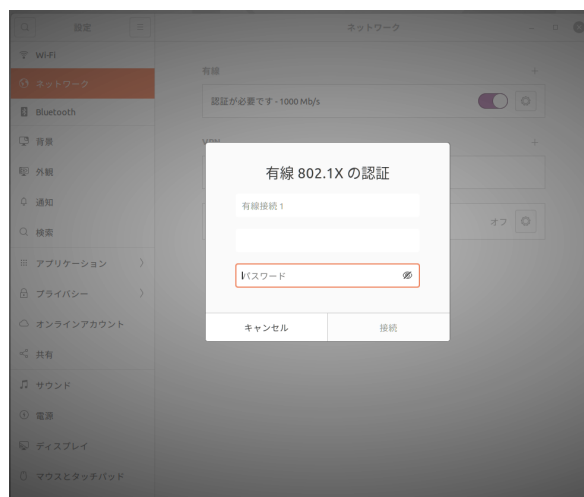 設定
ネットワーク
Wi-Fi
ネットワーク
Bluetooth
背景
外観
通知
検索
アプリケーション
プライバシー
オンラインアカウント
共有
サウンド
電源
ディスプレイ
マウスとタッチパッド
有線
認証が必要です - 1000 Mb/s
VPN
オフ
有線 802.1X の認証
有線接続 1
パスワード
キャンセル
接続